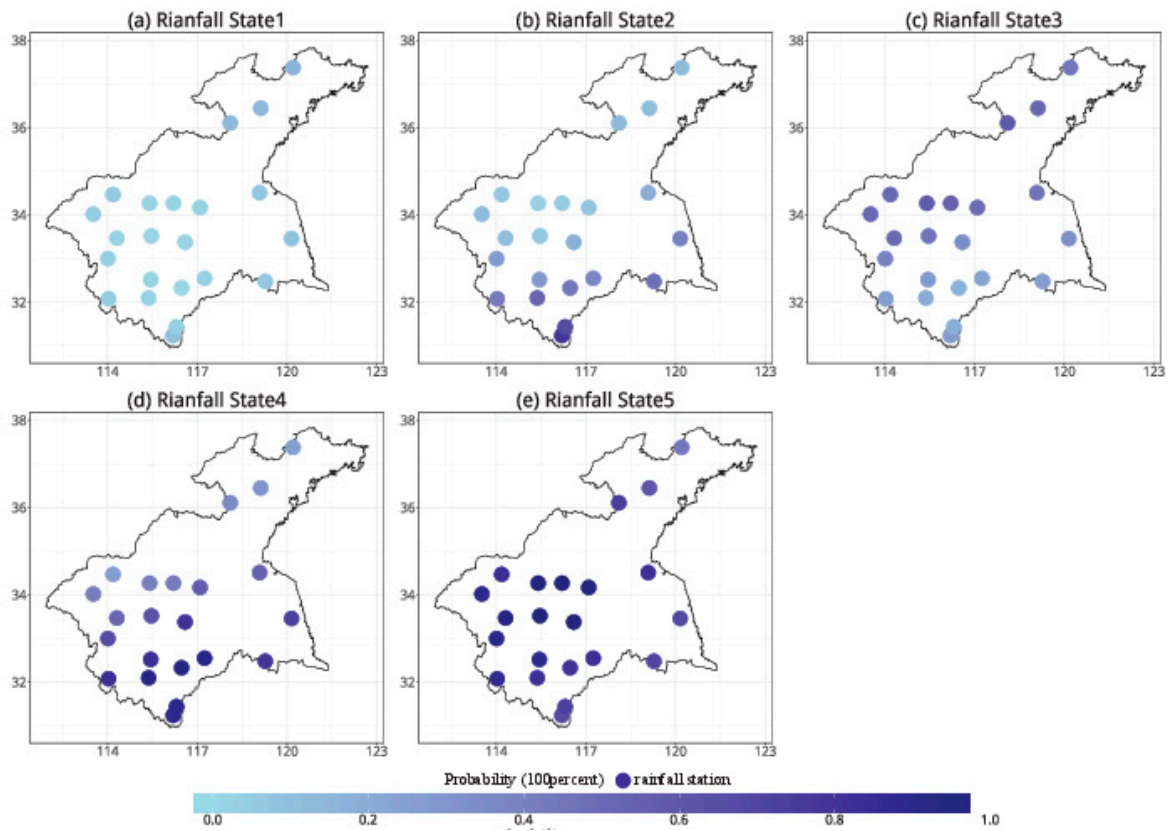 (a) Rianfall State1
(b) Rianfall State2
(c) Rianfall State3
38
36
34
32
114 117 120 123
38
36
34
32
114 117 120 123
38
36
34
32
114 117 120 123
(d) Rianfall State4
(e) Rianfall State5
38
36
34
32
114 117 120 123
38
36
34
32
114 117 120 123
Probability (100percent) rainfall station
0.0 0.2 0.4 0.6 0.8 1.0